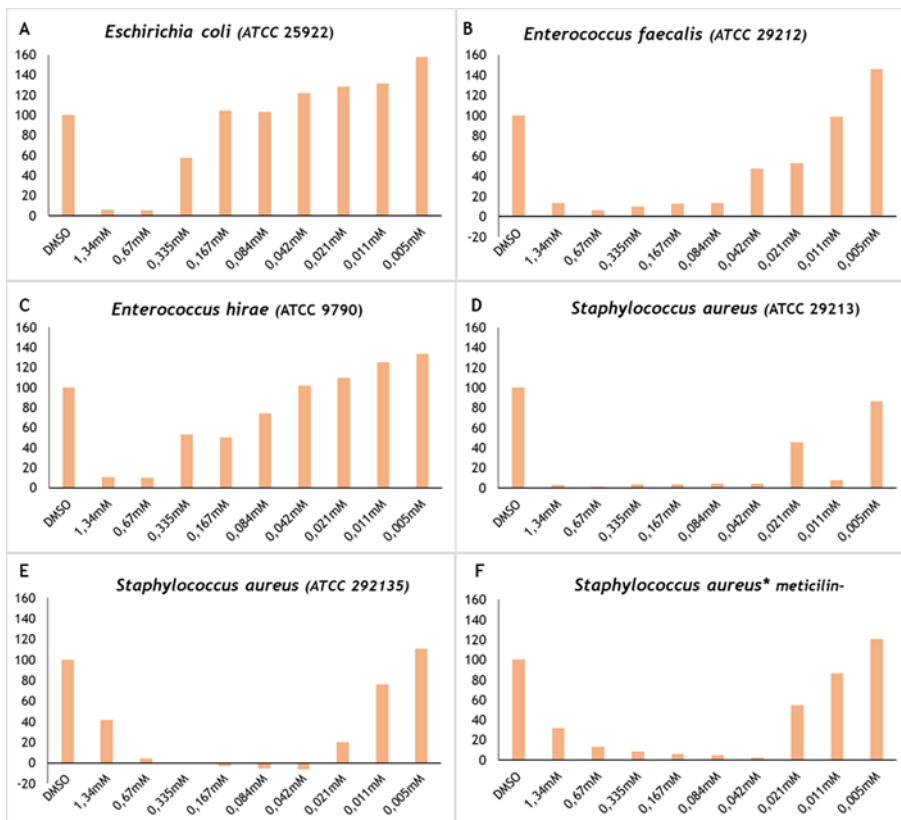 A
Eschirichia coli (ATCC 25922)
160
140
120
100
80
60
40
20
0
DMSO
1,34mM
0,67mM
0,335mM
0,167mM
0,084mM
0,042mM
0,021mM
0,011mM
0,005mM
B
Enterococcus faecalis (ATCC 29212)
160
140
120
100
80
60
40
20
0
-20
DMSO
1,34mM
0,67mM
0,335mM
0,167mM
0,084mM
0,042mM
0,021mM
0,011mM
0,005mM
C
Enterococcus hirae (ATCC 9790)
160
140
120
100
80
60
40
20
0
DMSO
1,34mM
0,67mM
0,335mM
0,167mM
0,084mM
0,042mM
0,021mM
0,011mM
0,005mM
D
Staphylococcus aureus (ATCC 29213)
160
140
120
100
80
60
40
20
0
DMSO
1,34mM
0,67mM
0,335mM
0,167mM
0,084mM
0,042mM
0,021mM
0,011mM
0,005mM
E
Staphylococcus aureus (ATCC 292135)
160
140
120
100
80
60
40
20
0
-20
DMSO
1,34mM
0,67mM
0,335mM
0,167mM
0,084mM
0,042mM
0,021mM
0,011mM
0,005mM
F
Staphylococcus aureus* meticilin-
160
140
120
100
80
60
40
20
0
DMSO
1,34mM
0,67mM
0,335mM
0,167mM
0,084mM
0,042mM
0,021mM
0,011mM
0,005mM